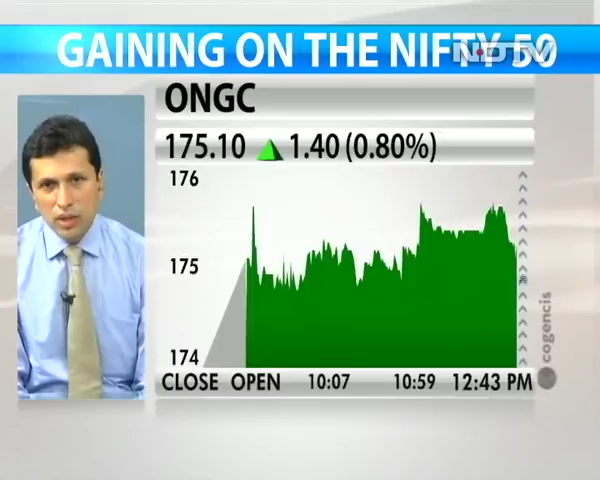 GAINING ON THE NIFTY 50
NDTV
ONGC
175.10 1.40 (0.80%)
176
175
174
CLOSE OPEN 10:07 10:59 12:43 PM
cogencis